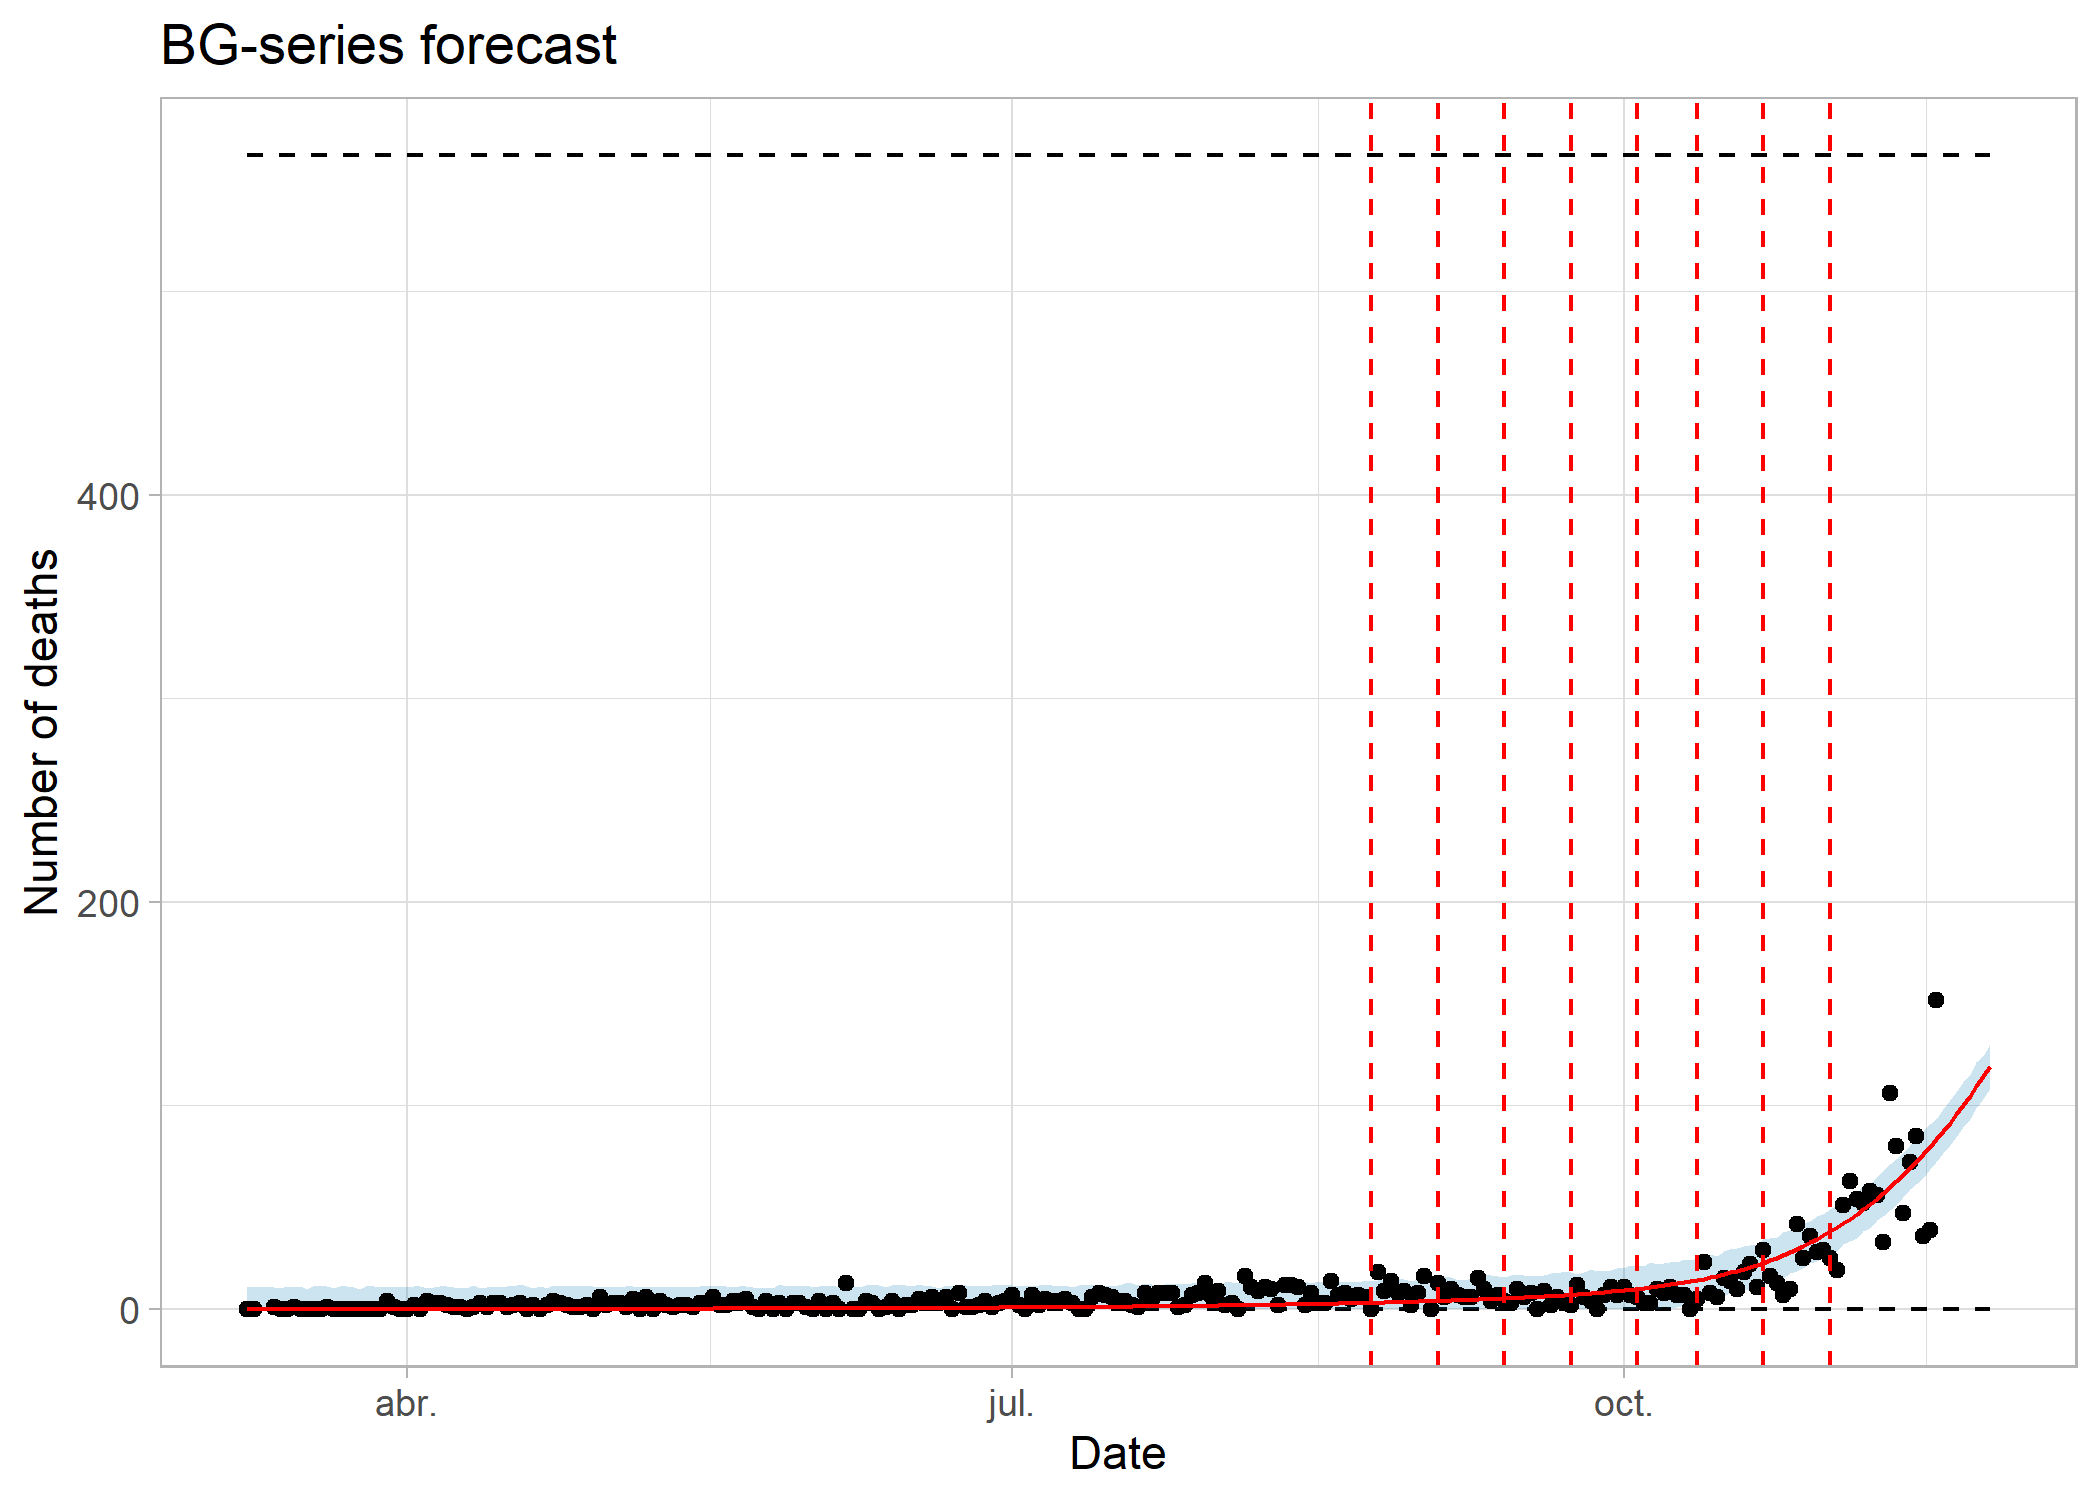 BG-series forecast
Number of deaths
400
200
0
abr.
jul.
oct.
Date